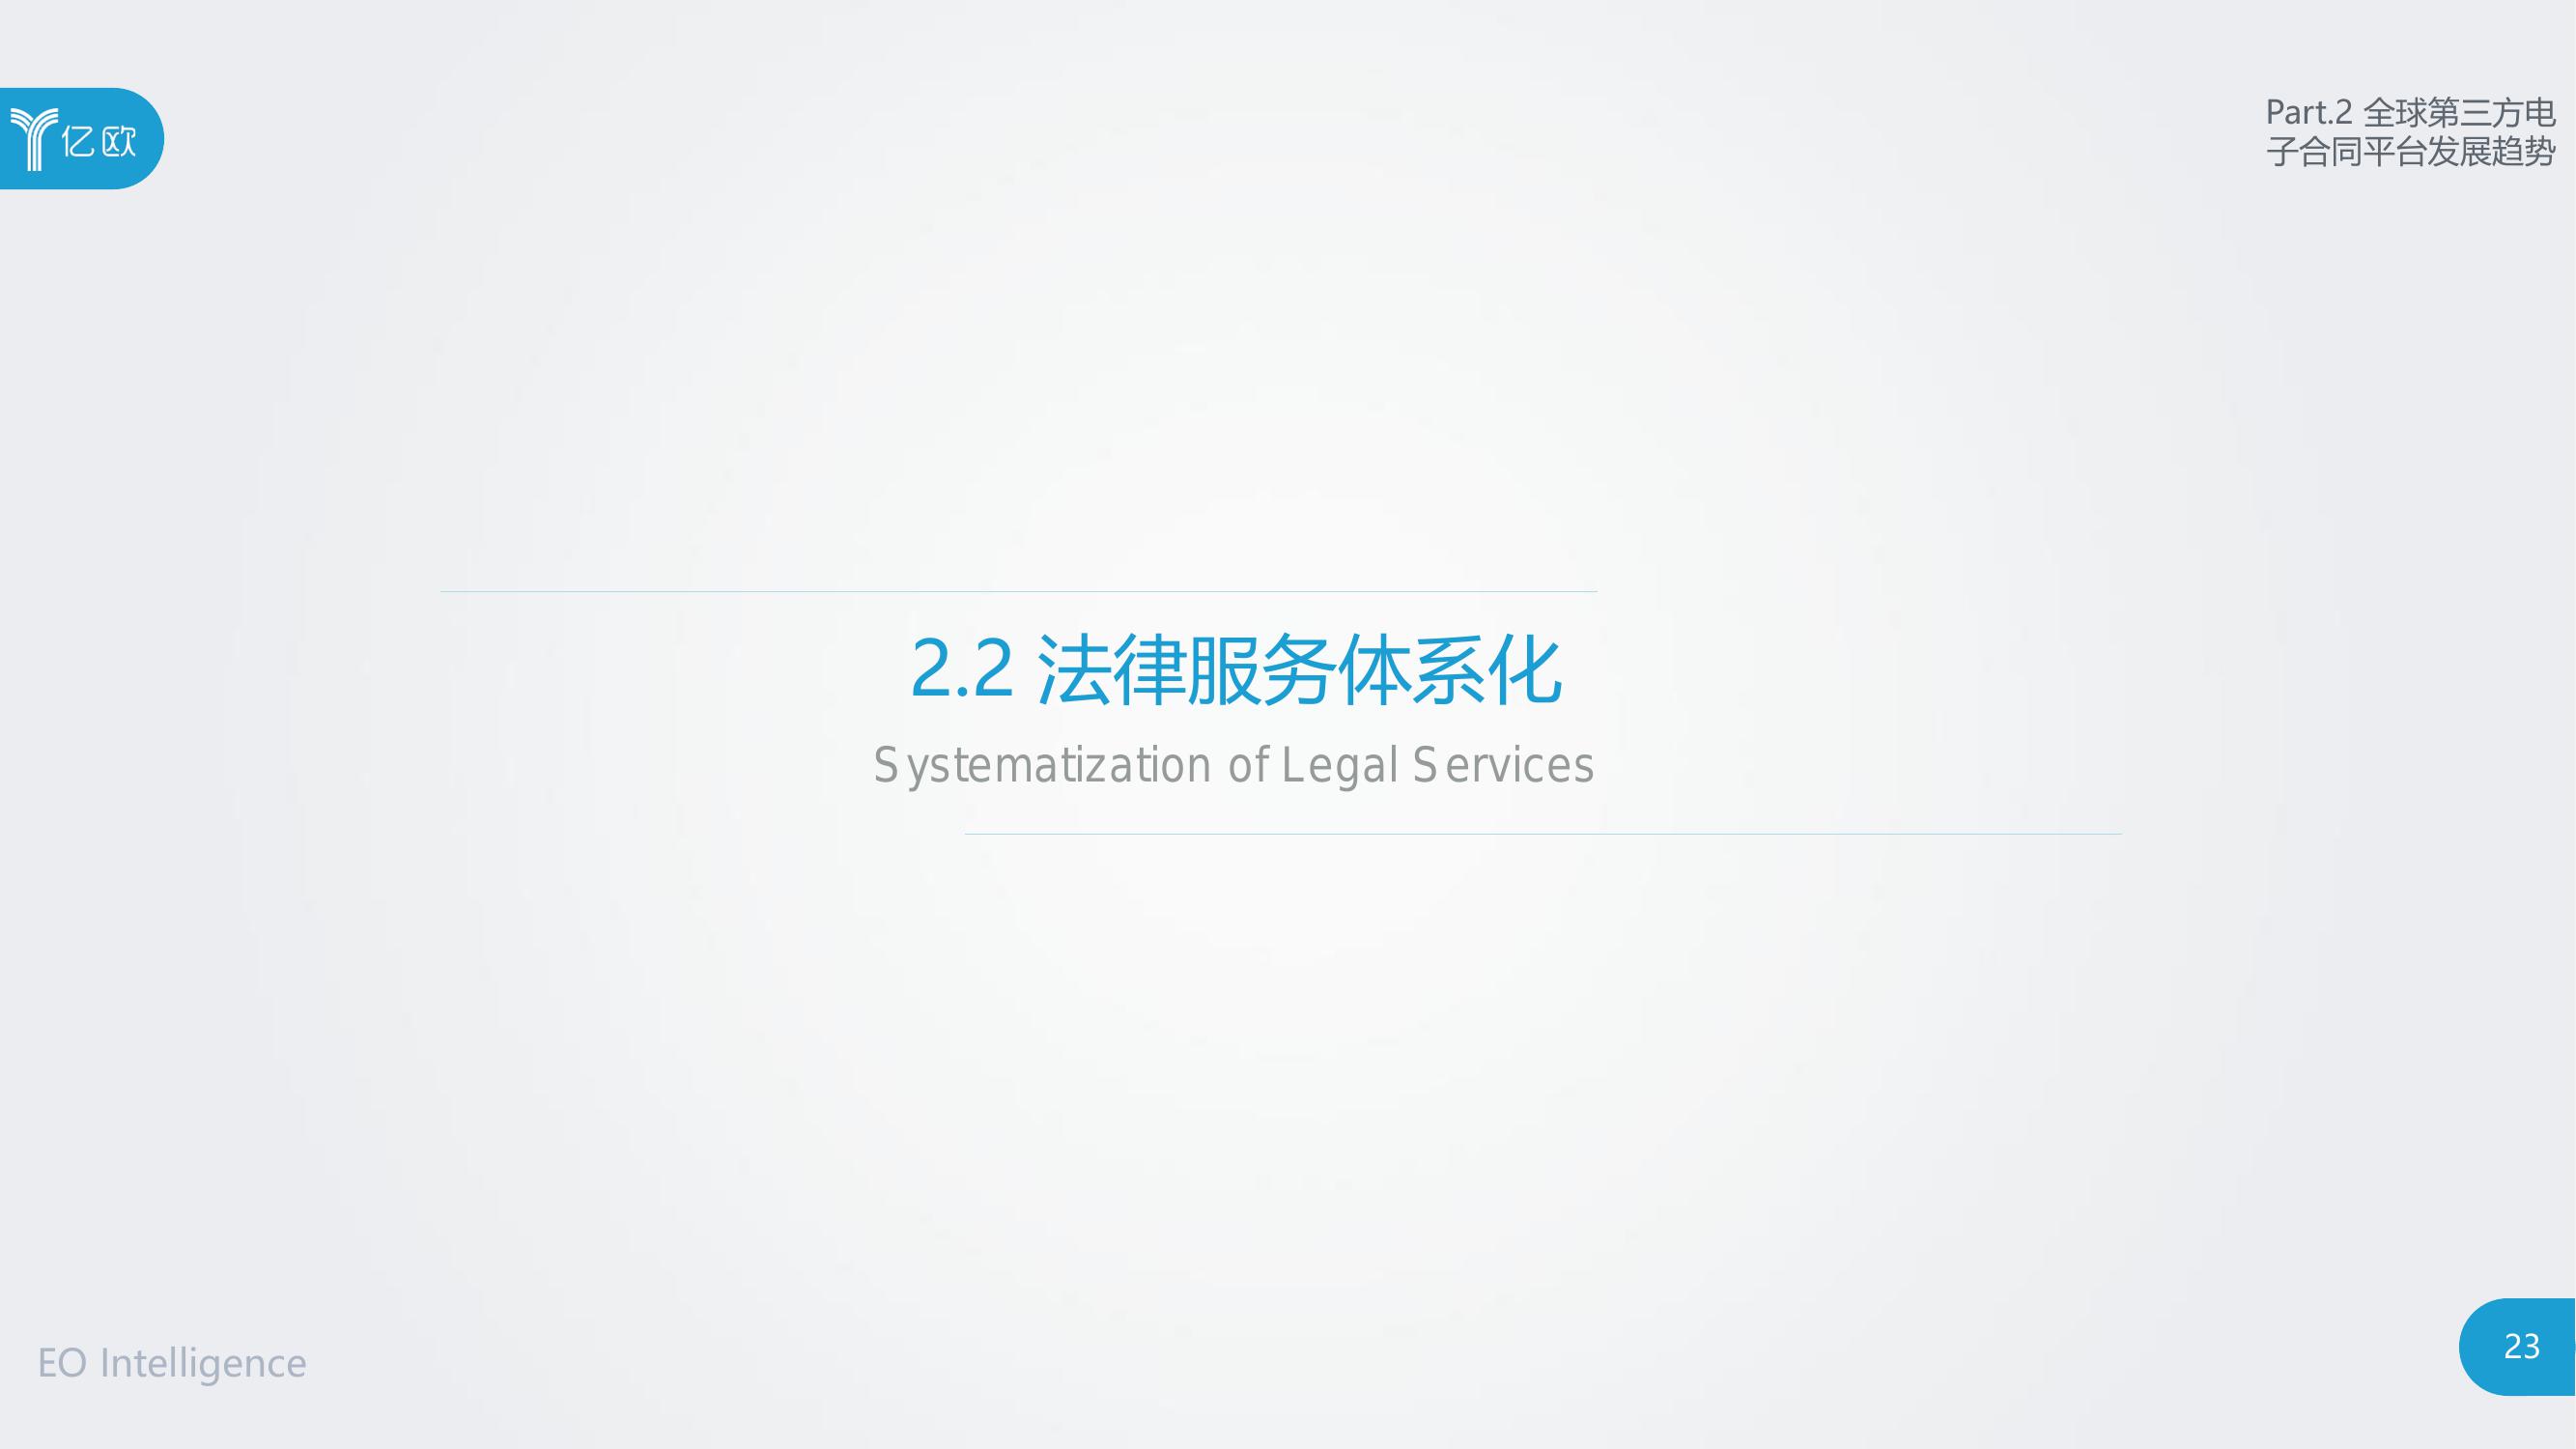 亿欧
Part.2 全球第三方电
子合同平台发展趋势
2.2 法律服务体系化
Systematization of Legal Services
EO Intelligence
23